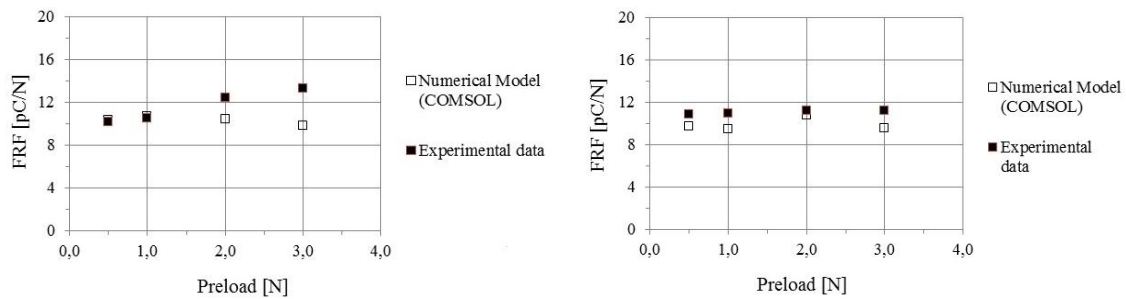 20
16
12
8
4
0
FRF [pC/N]
0,0 1,0 2,0 3,0 4,0
Preload [N]
Numerical Model
(COMSOL)
Experimental data
20
16
12
8
4
0
FRF [pC/N]
0,0 1,0 2,0 3,0 4,0
Preload [N]
Numerical Model
(COMSOL)
Experimental
data